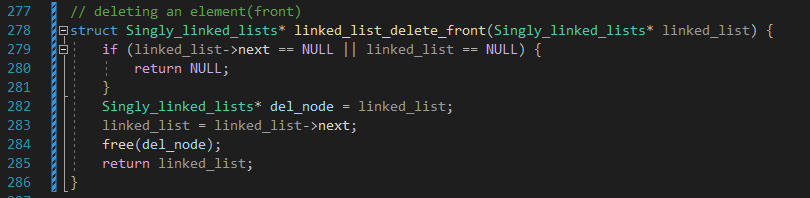 277 // deleting an element(front)
278 struct Singly_linked_lists* linked_list_delete_front(Singly_linked_lists* linked_list) {
279 if (linked_list->next == NULL || linked_list == NULL) {
280 return NULL;
281 }
282 Singly_linked_lists* del_node = linked_list;
283 linked_list = linked_list->next;
284 free(del_node);
285 return linked_list;
286 }